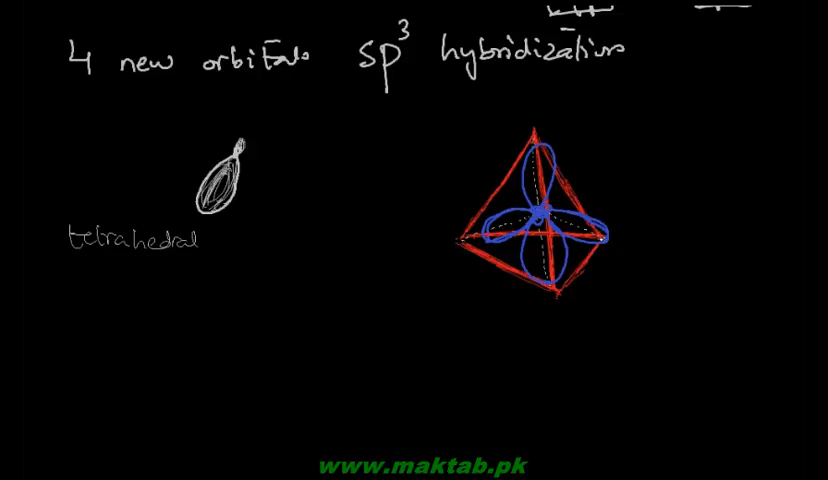 4 new orbitals sp³ hybridization
tetrahedral
www.maktab.pk